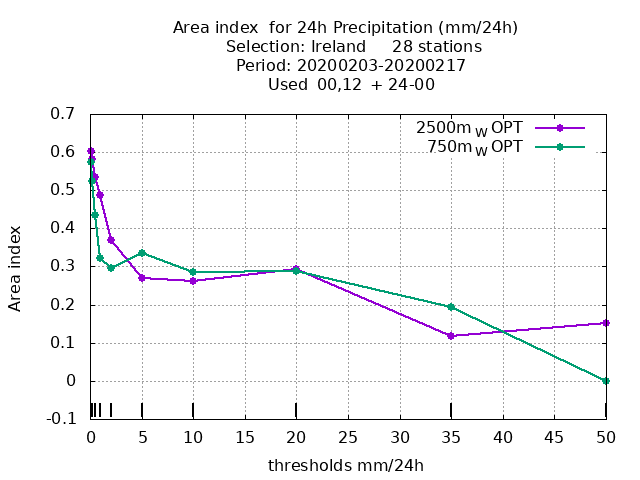 Area index  for 24h Precipitation (mm/24h)
Selection: Ireland     28 stations
Period: 20200203-20200217
Used  00,12  + 24-00
2500m W OPT
750m W OPT
0.7
0.6
0.5
0.4
0.3
0.2
0.1
0
-0.1
Area index
0 5 10 15 20 25 30 35 40 45 50
thresholds mm/24h